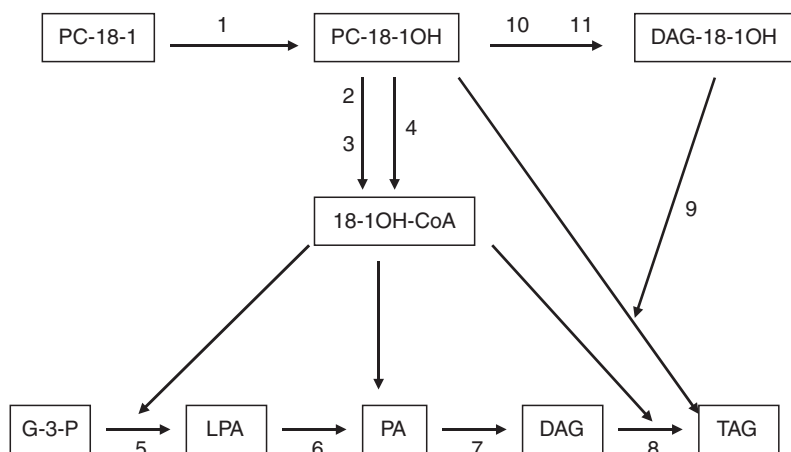 PC-18-1
1
PC-18-1OH
10
11
DAG-18-1OH
2
3
4
18-1OH-CoA
9
G-3-P
5
LPA
6
PA
7
DAG
8
TAG